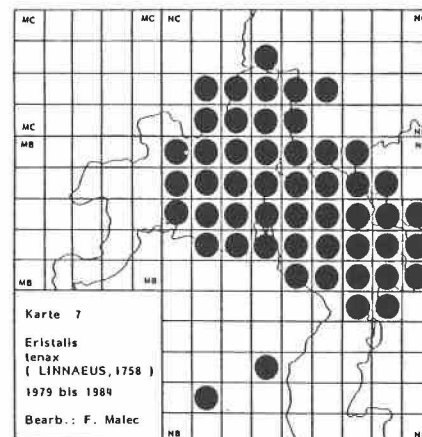 MC MC NC NC
MC N
MB N
MB MB
Karte 7
Eristalis
tenax
( LINNAEUS, 1758 )
1979 bis 1984
Bearb.: F. Malec
NB N